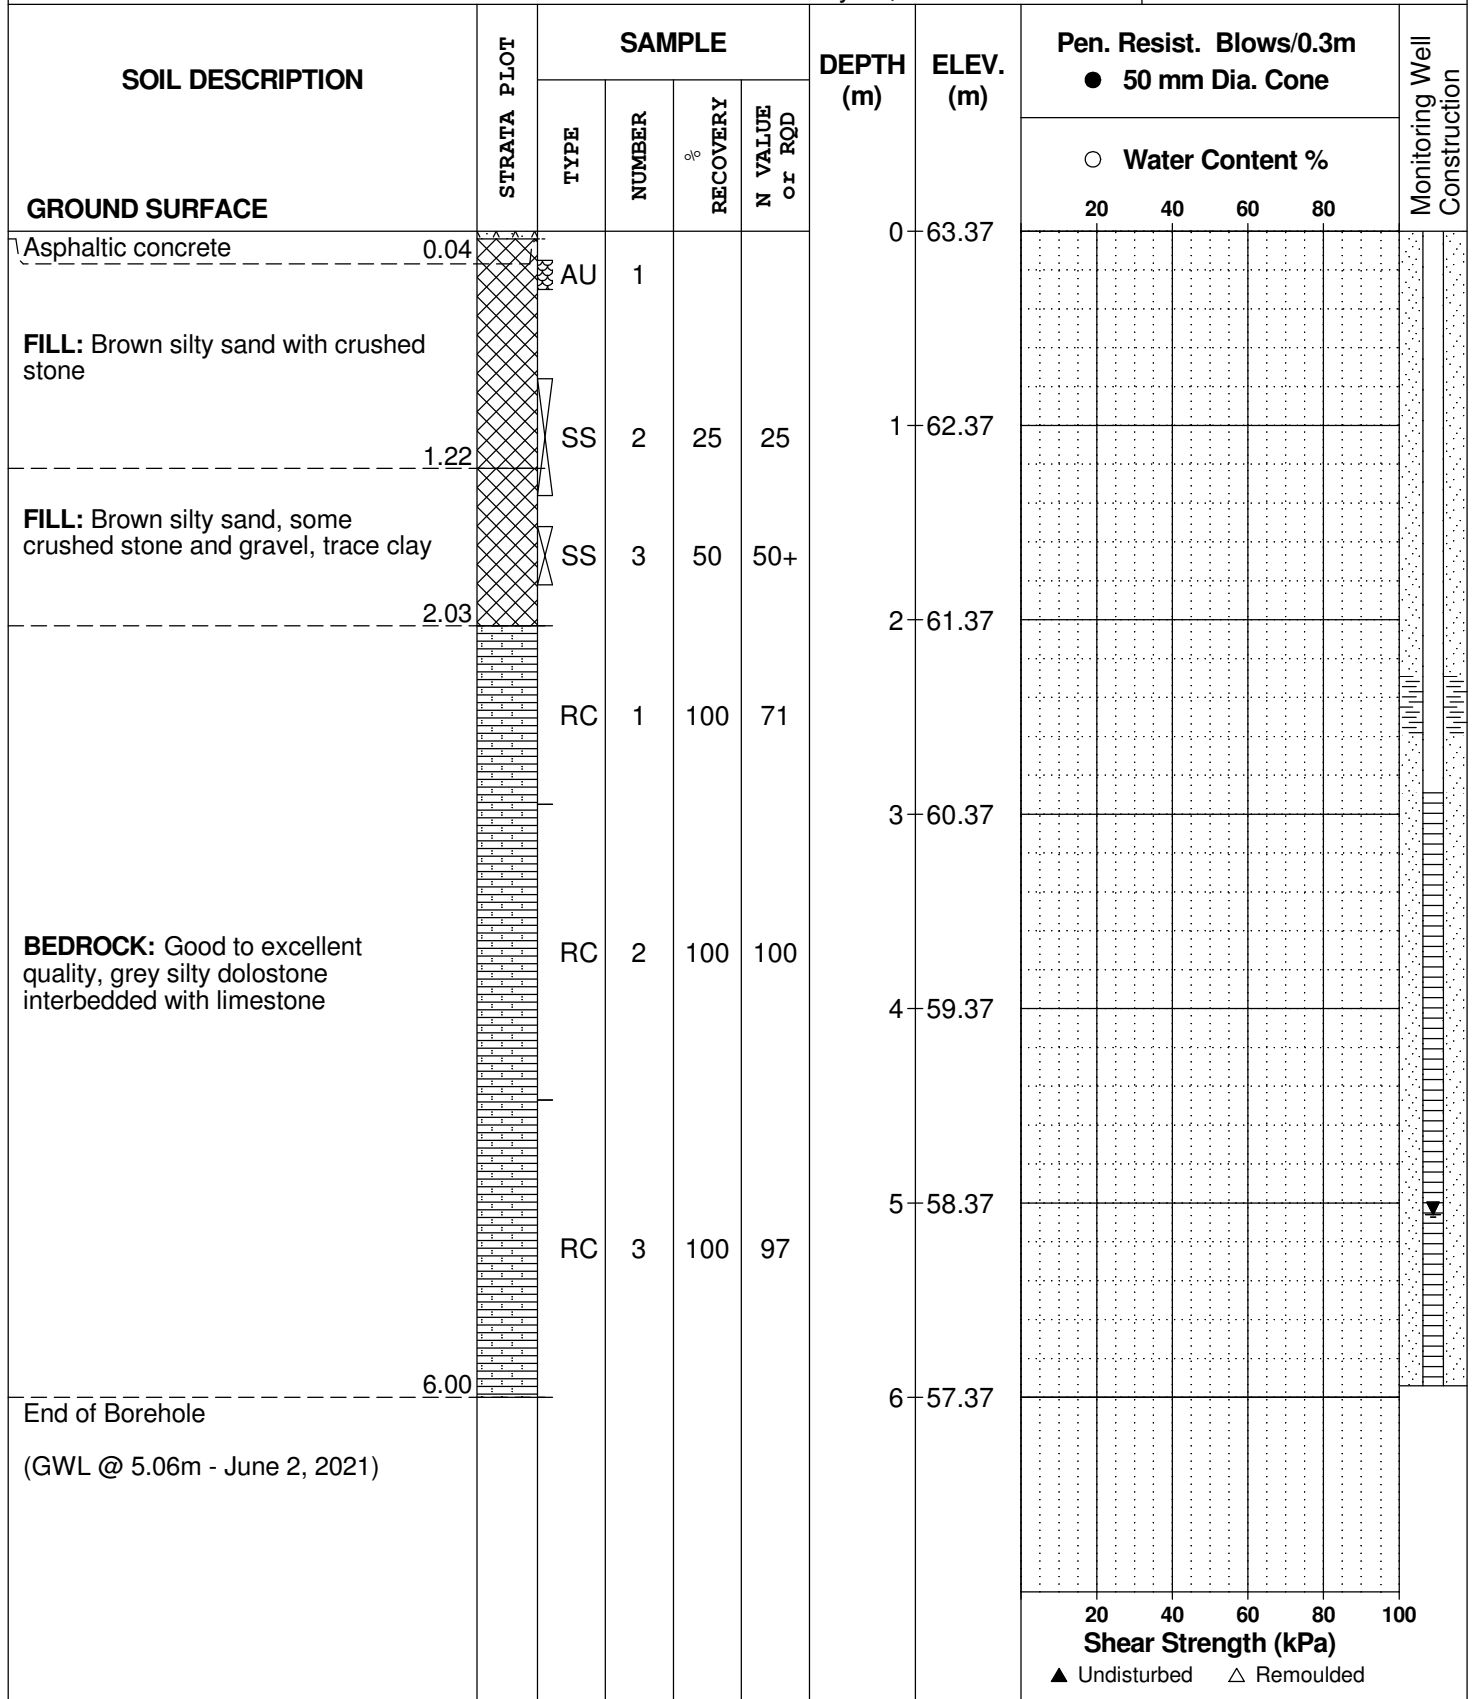 SOIL DESCRIPTION
GROUND SURFACE
STRATA PLOT
SAMPLE
TYPE
NUMBER
%
RECOVERY
N VALUE
or RQD
DEPTH
(m)
ELEV.
(m)
Pen. Resist. Blows/0.3m
● 50 mm Dia. Cone
○ Water Content %
20 40 60 80
Monitoring Well
Construction
0 63.37
Asphaltic concrete 0.04
AU 1
FILL: Brown silty sand with crushed
stone
1 62.37
SS 2 25 25
1.22
FILL: Brown silty sand, some
crushed stone and gravel, trace clay
SS 3 50 50+
2.03
2 61.37
RC 1 100 71
3 60.37
BEDROCK: Good to excellent
quality, grey silty dolostone
interbedded with limestone
RC 2 100 100
4 59.37
5 58.37
RC 3 100 97
6.00
6 57.37
End of Borehole
(GWL @ 5.06m - June 2, 2021)
20 40 60 80 100
Shear Strength (kPa)
▲ Undisturbed △ Remoulded